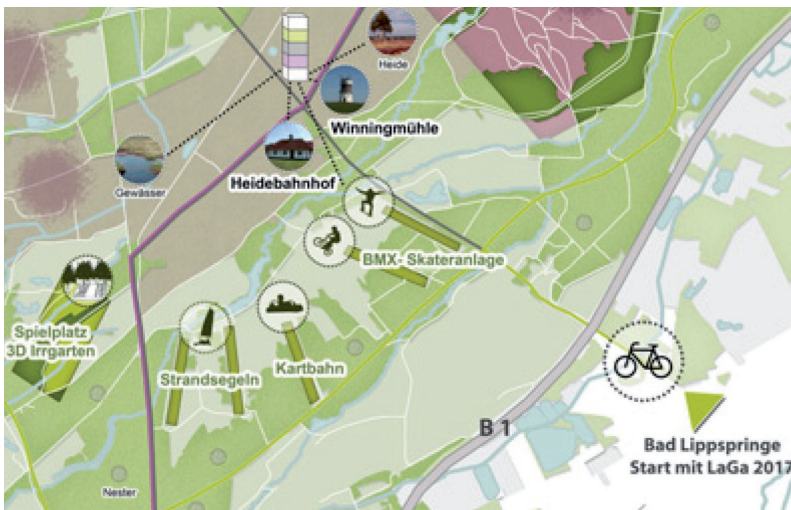 Heide
Winningmühle
Gewässer
Heidebahnhof
BMX- Skateranlage
Spielplatz
3D Irrgarten
Strandsegeln
Kartbahn
B 1
Bad Lippspringe
Start mit LaGa 2017
Nester